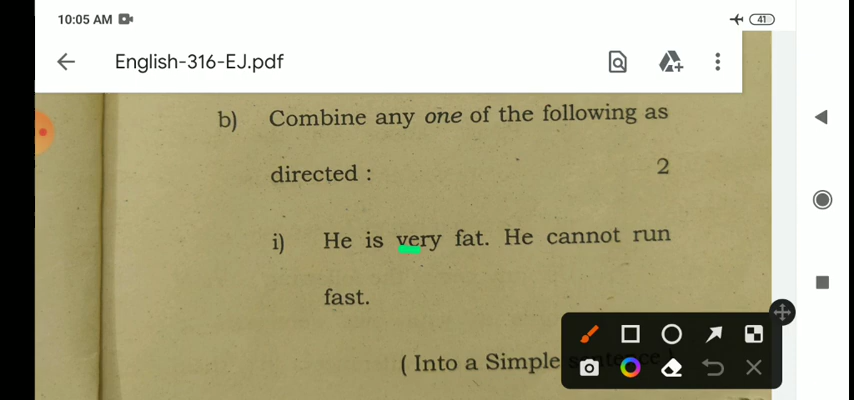 10:05 AM
41
English-316-EJ.pdf
b) Combine any one of the following as
directed : 2
i) He is very fat. He cannot run
fast.
( Into a Simple sentence )